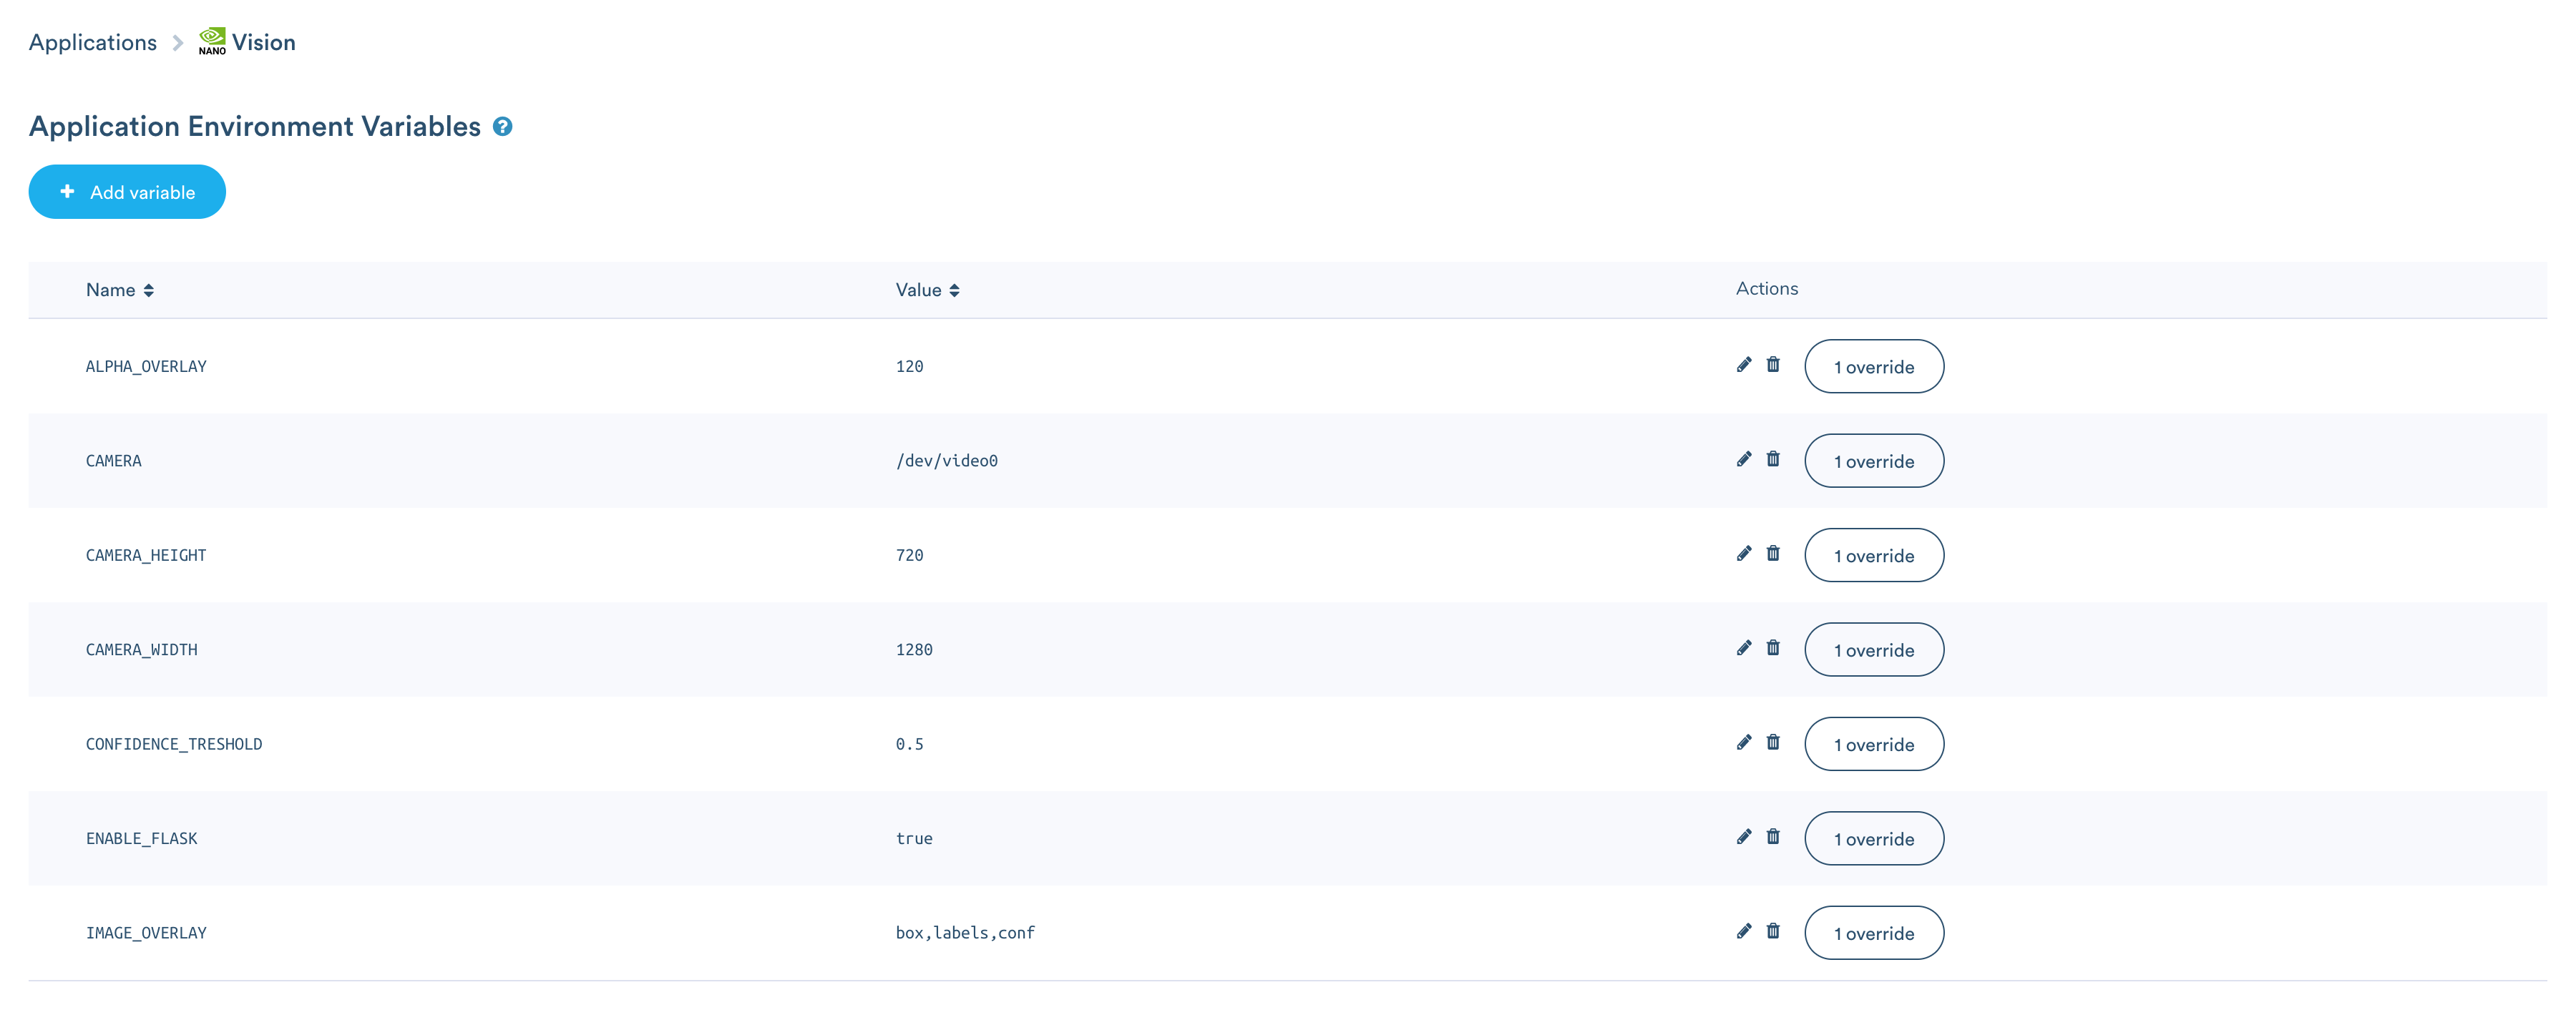 Applications > NANO Vision
Application Environment Variables ?
+ Add variable
Name Value Actions
ALPHA_OVERLAY 120 1 override
CAMERA /dev/video0 1 override
CAMERA_HEIGHT 720 1 override
CAMERA_WIDTH 1280 1 override
CONFIDENCE_TRESHOLD 0.5 1 override
ENABLE_FLASK true 1 override
IMAGE_OVERLAY box,labels,conf 1 override